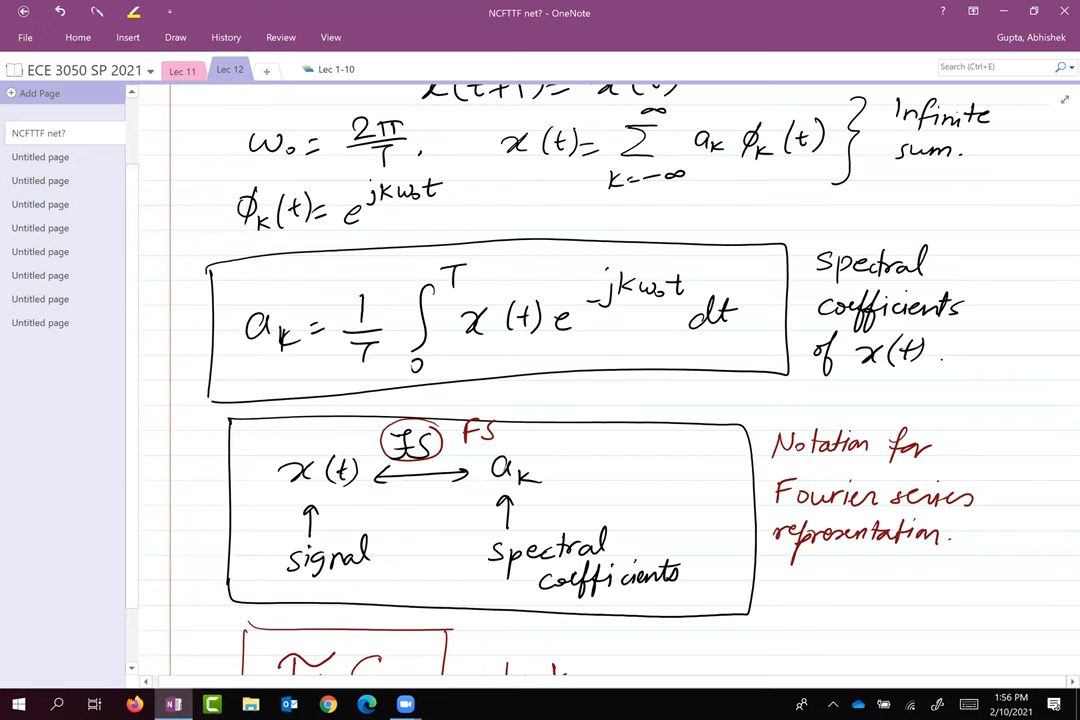 NCFTTF net? - OneNote
Gupta, Abhishek
File Home Insert Draw History Review View
ECE 3050 SP 2021 Lec 11 Lec 12 + Lec 1-10
Search (Ctrl+E)
Add Page
NCFTTF net?
Untitled page
Untitled page
Untitled page
Untitled page
Untitled page
Untitled page
Untitled page
Untitled page
ω₀ = 2π/T . x(t) = ∑_{k=-∞}^{∞} a_k ϕ_k(t) } Infinite
sum.
ϕ_k(t) = e^{jkω₀t}
a_k = 1/T ∫_0^T x(t) e^{-jkω₀t} dt
spectral
coefficients
of x(t).
FS FS
x(t) ↔ a_k
↑ ↑
signal spectral
coefficients
Notation for
Fourier series
representation.
1:56 PM
2/10/2021